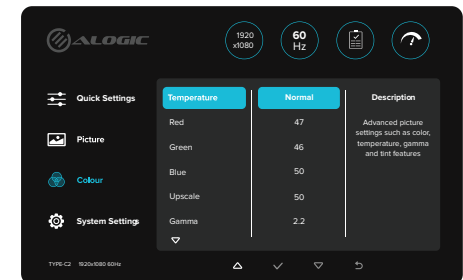 ALOGIC
1920
x1080
60
Hz
Quick Settings
Picture
Colour
System Settings
Temperature
Normal
Red
47
Green
46
Blue
50
Upscale
50
Gamma
2.2
Description
Advanced picture
settings such as color,
temperature, gamma
and tint features
TYPE-C2 1920x1080 60Hz